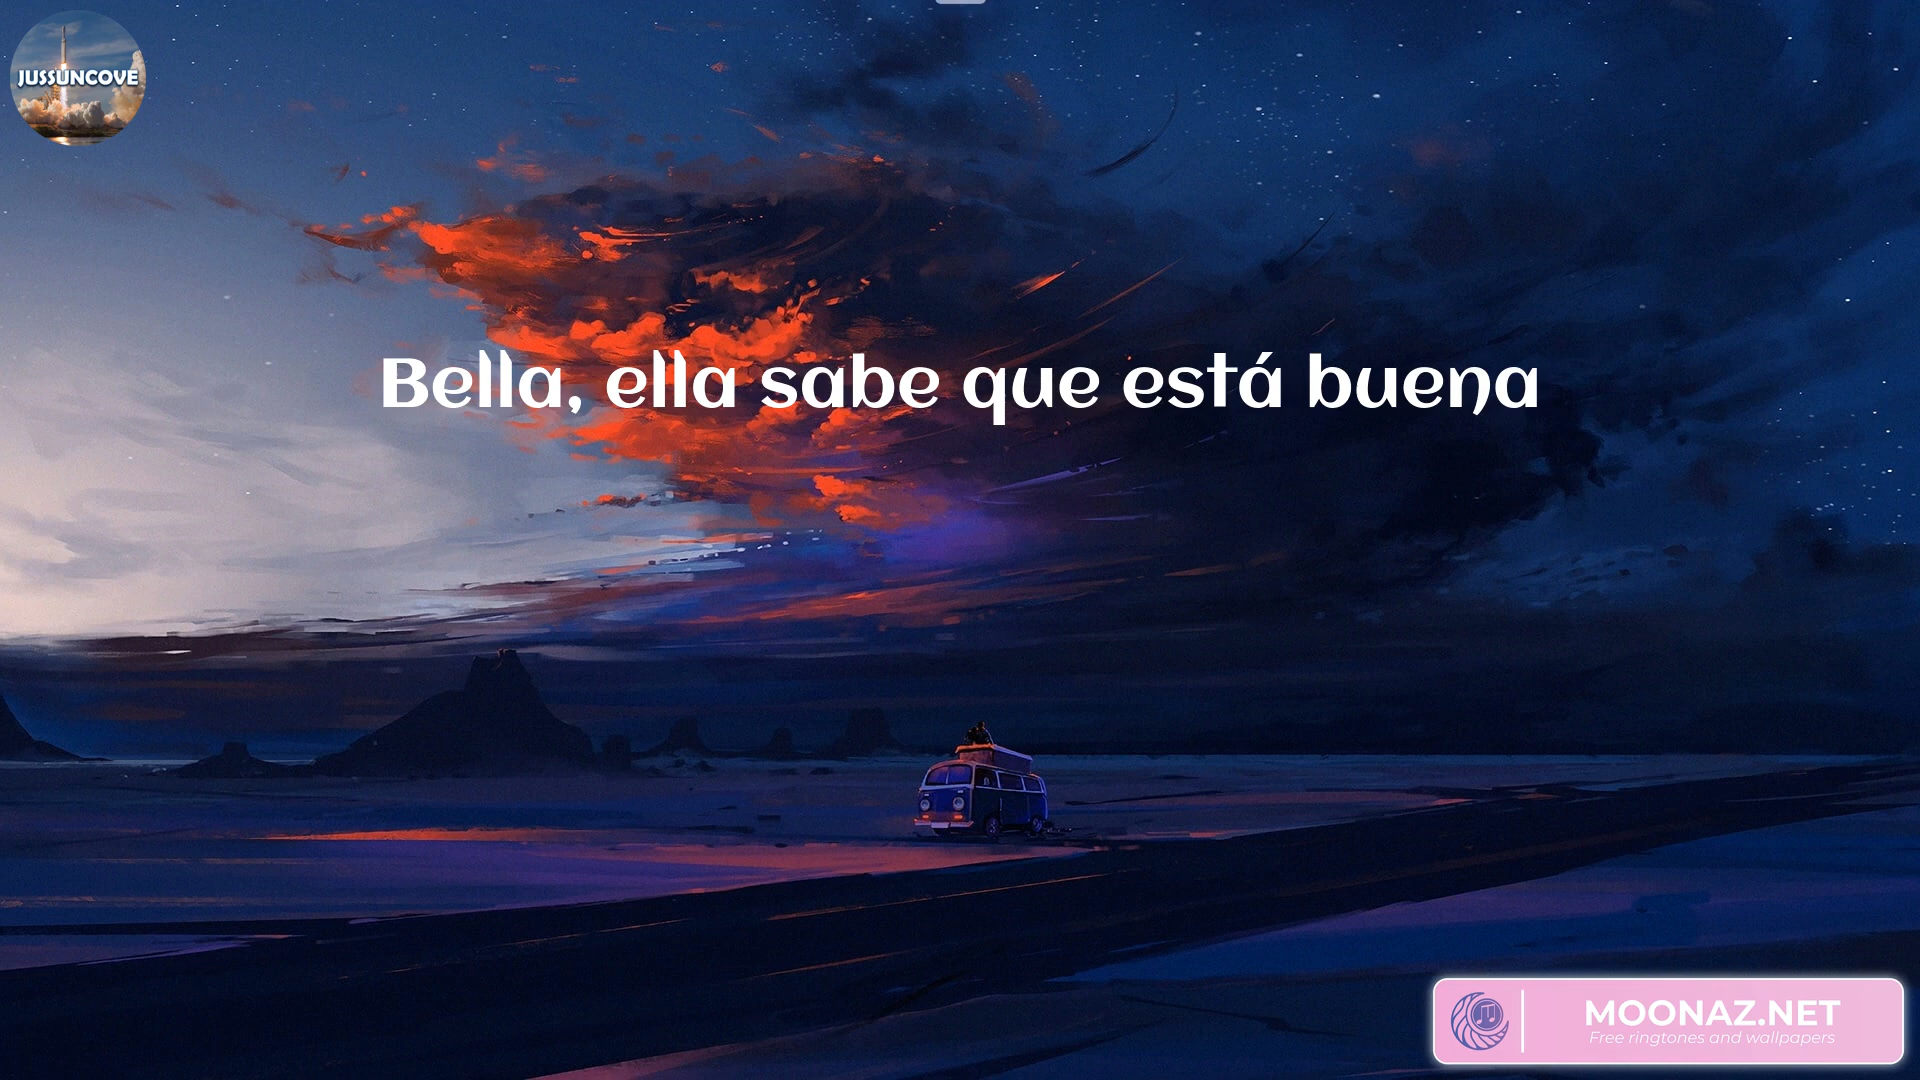 JUSSUNCOVE
Bella, ella sabe que está buena
MOONAZ.NET
Free ringtones and wallpapers